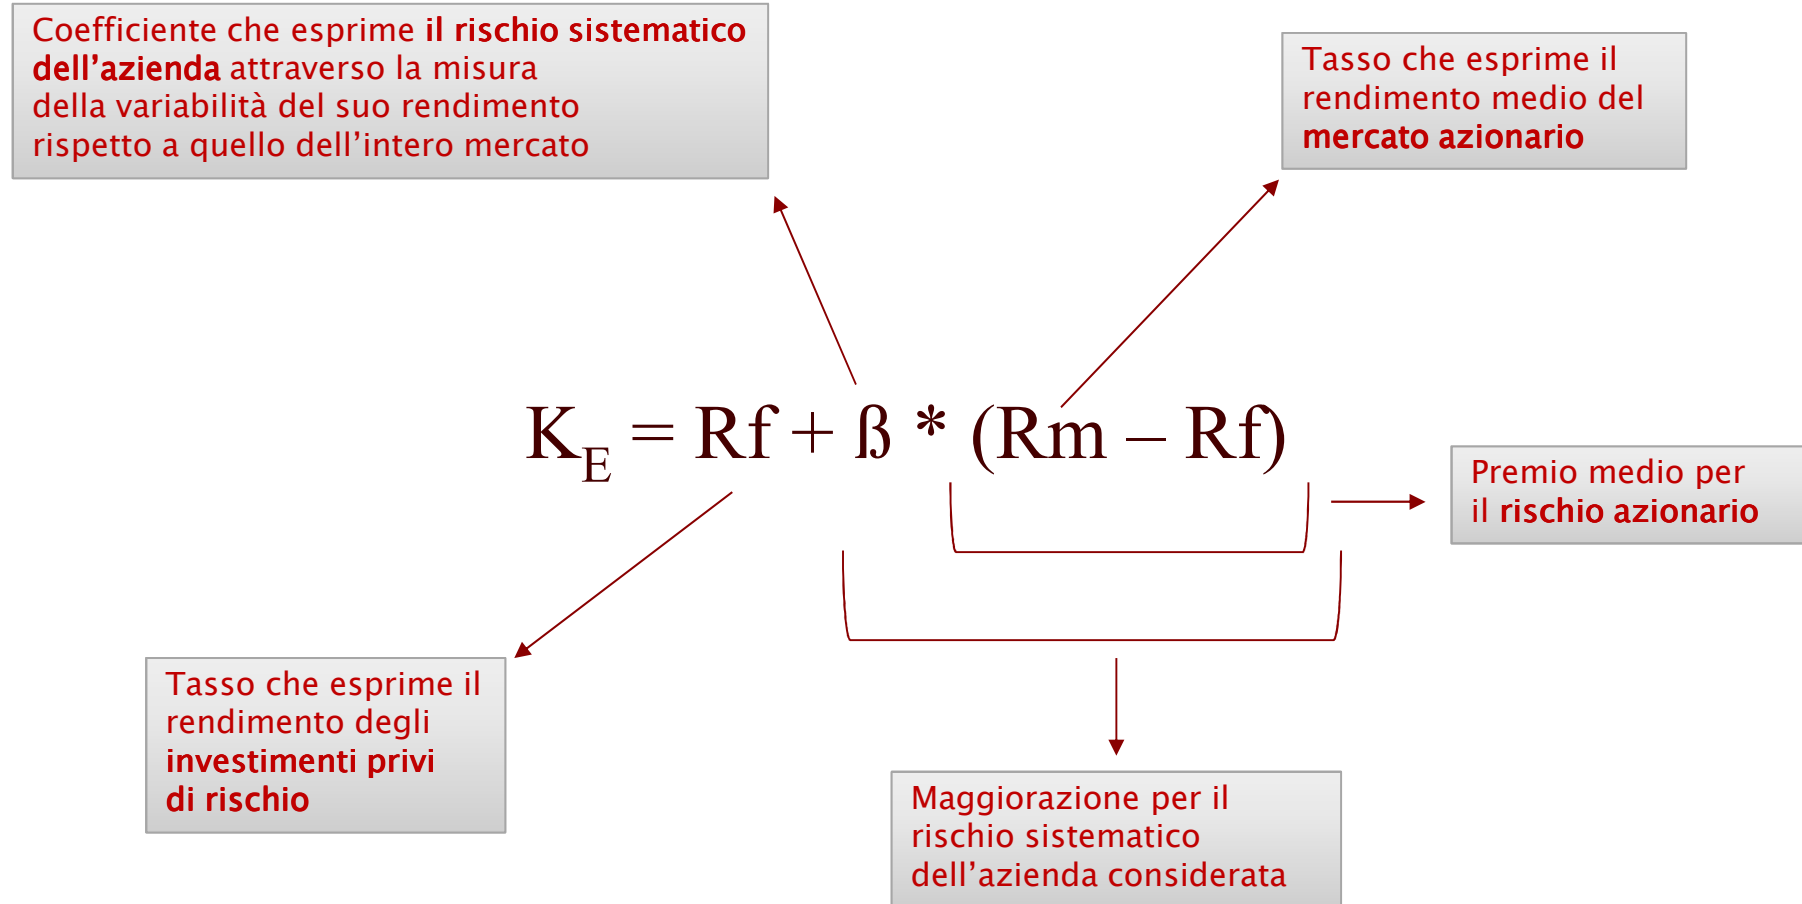 Coefficiente che esprime il rischio sistematico
dell’azienda attraverso la misura
della variabilità del suo rendimento
rispetto a quello dell’intero mercato
Tasso che esprime il
rendimento medio del
mercato azionario
K_E = Rf + ß * (Rm – Rf)
Premio medio per
il rischio azionario
Tasso che esprime il
rendimento degli
investimenti privi
di rischio
Maggiorazione per il
rischio sistematico
dell’azienda considerata